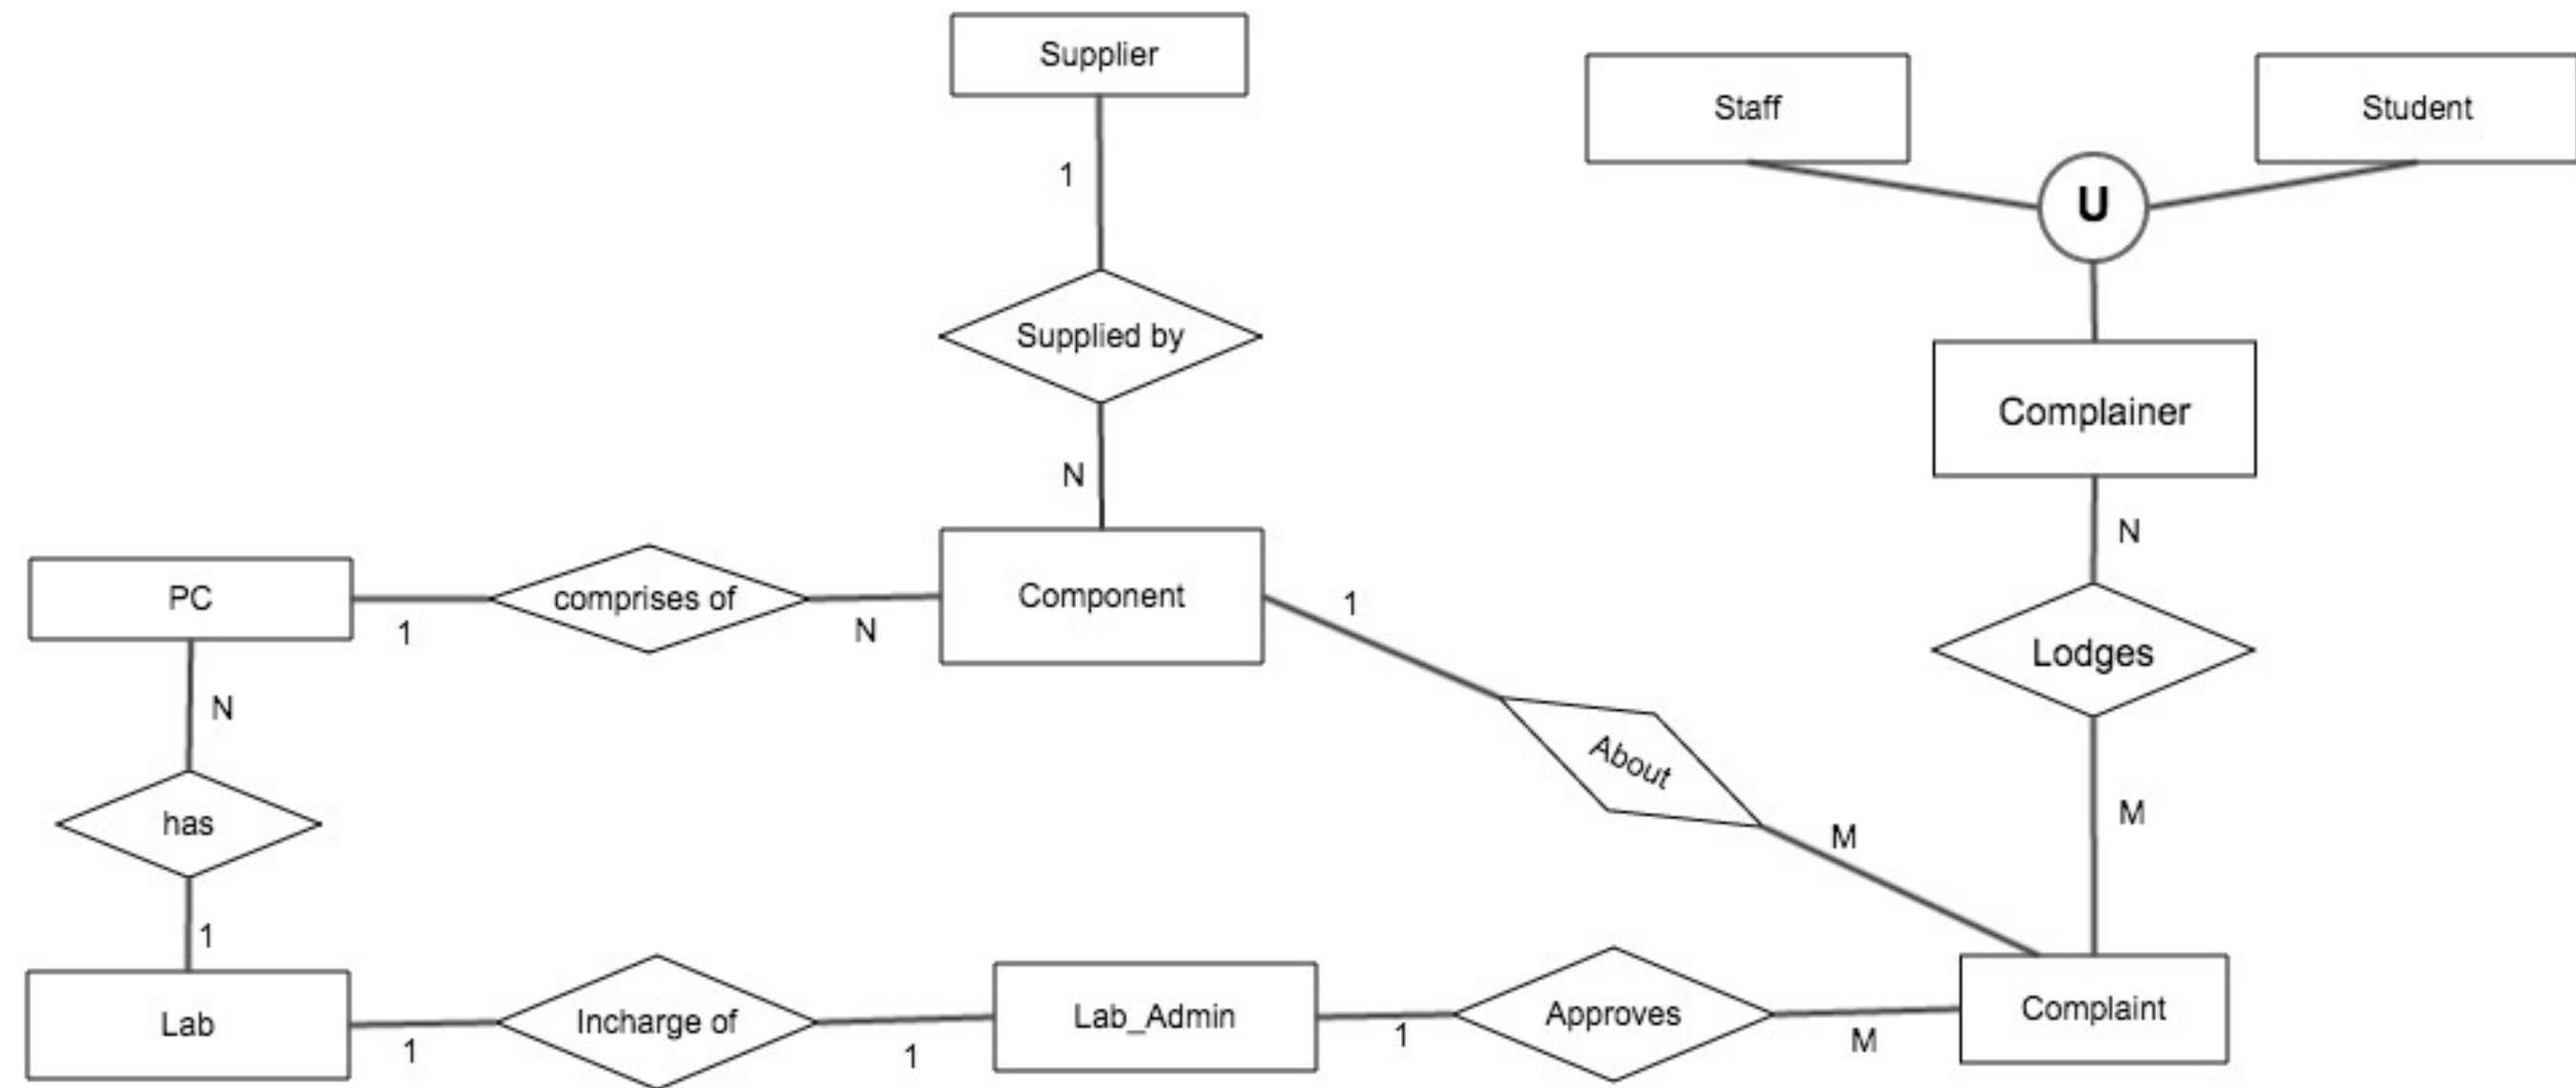 Supplier
Staff
Student
1
U
Supplied by
Complainer
N
N
PC
comprises of
Component
1
1
N
Lodges
N
About
has
M
M
1
Lab
Incharge of
Lab_Admin
Approves
Complaint
1
1
1
M